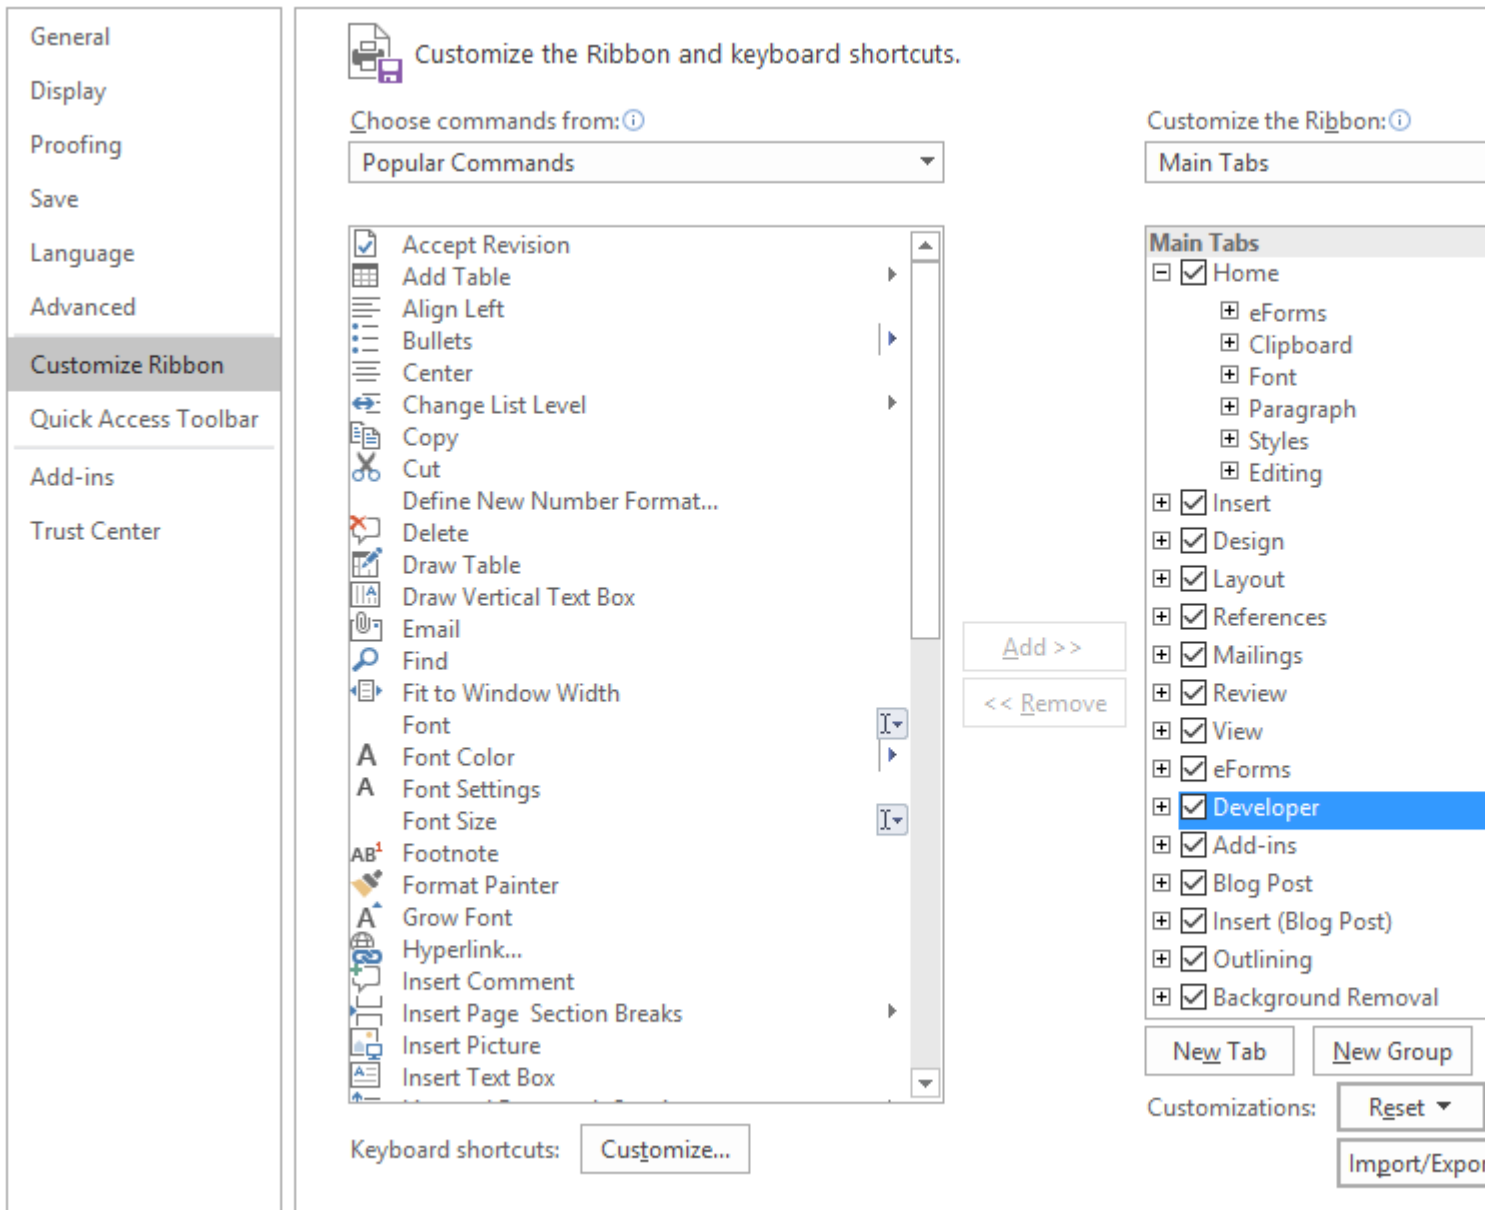 General
Display
Proofing
Save
Language
Advanced
Customize Ribbon
Quick Access Toolbar
Add-ins
Trust Center
Customize the Ribbon and keyboard shortcuts.
Choose commands from:
Popular Commands
Accept Revision
Add Table
Align Left
Bullets
Center
Change List Level
Copy
Cut
Define New Number Format...
Delete
Draw Table
Draw Vertical Text Box
Email
Find
Fit to Window Width
Font
Font Color
Font Settings
Font Size
Footnote
Format Painter
Grow Font
Hyperlink...
Insert Comment
Insert Page  Section Breaks
Insert Picture
Insert Text Box
Keyboard shortcuts: Customize...
Add >>
<< Remove
Customize the Ribbon:
Main Tabs
Main Tabs
Home
eForms
Clipboard
Font
Paragraph
Styles
Editing
Insert
Design
Layout
References
Mailings
Review
View
eForms
Developer
Add-ins
Blog Post
Insert (Blog Post)
Outlining
Background Removal
New Tab New Group
Customizations: Reset
Import/Expor